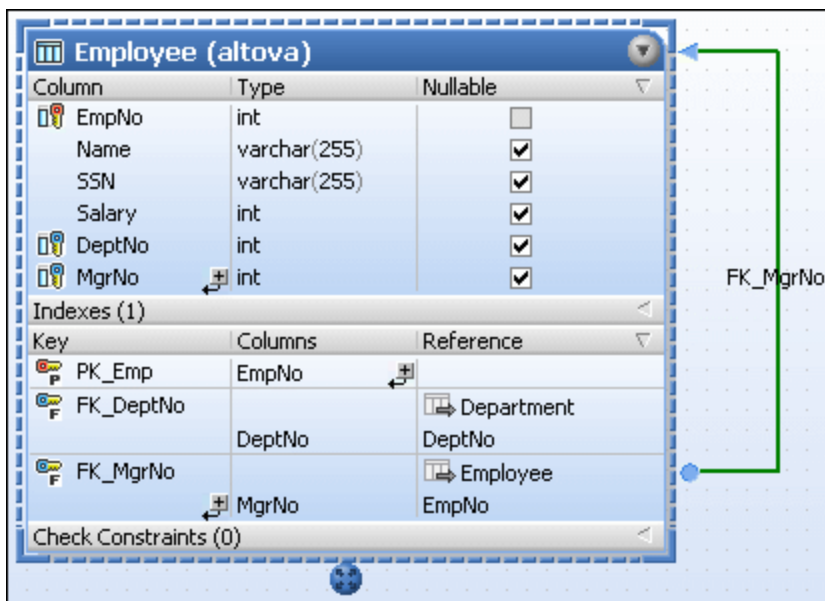 Employee (altova)
Column Type Nullable
EmpNo int
Name varchar(255)
SSN varchar(255)
Salary int
DeptNo int
MgrNo int
FK_MgrNo
Indexes (1)
Key Columns Reference
P PK_Emp EmpNo
F FK_DeptNo Department
DeptNo DeptNo
F FK_MgrNo Employee
MgrNo EmpNo
Check Constraints (0)